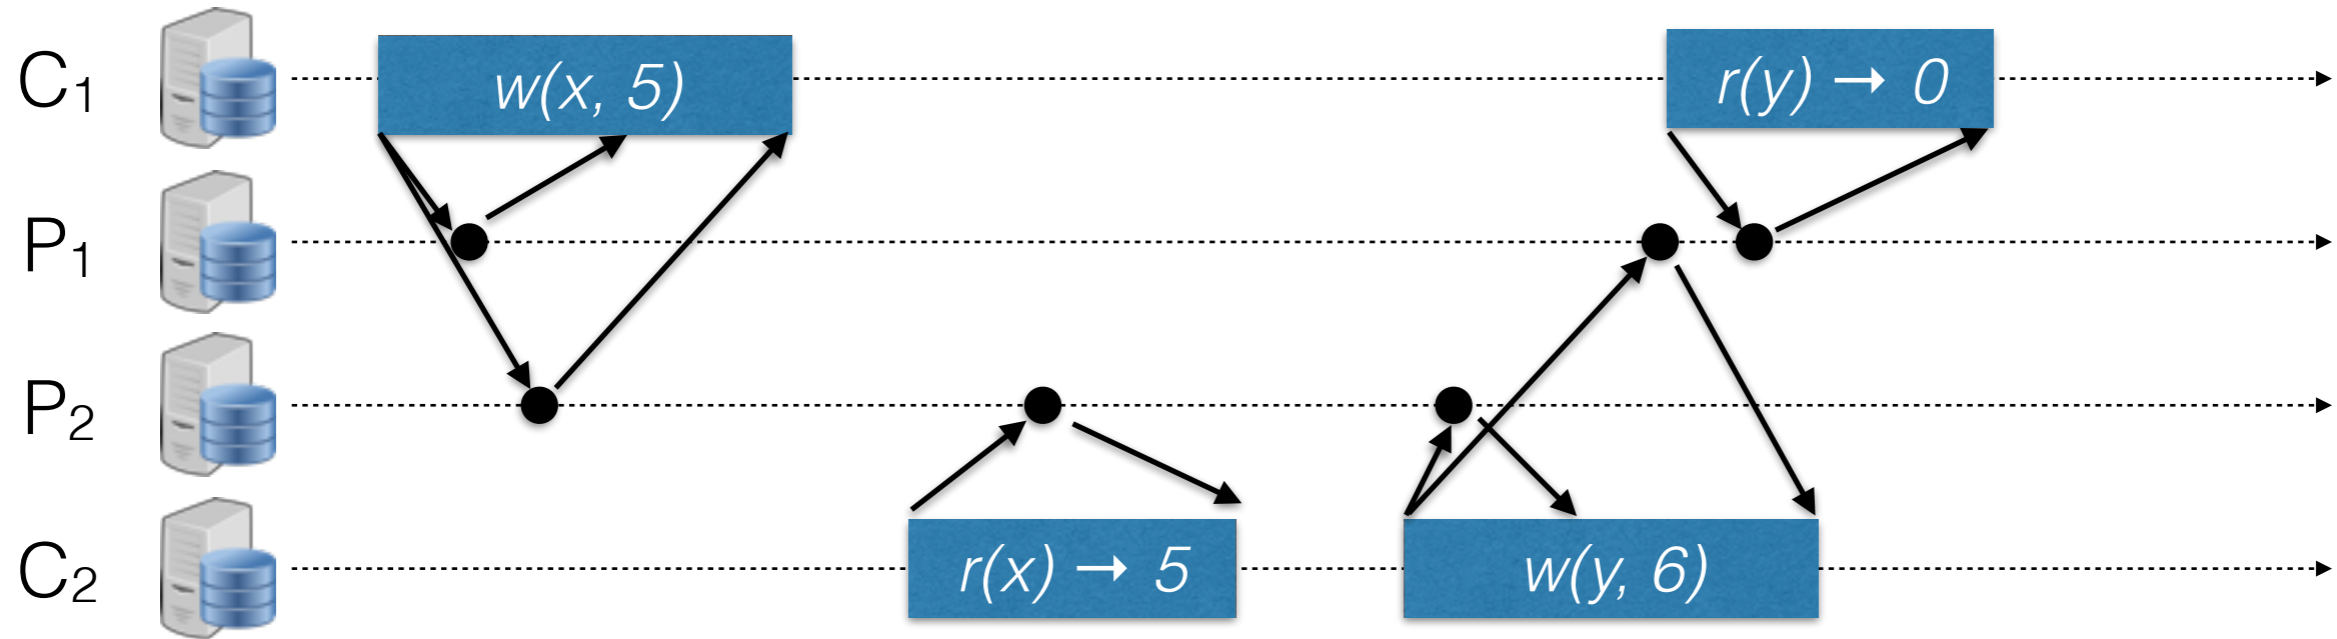 C₁ w(x, 5) r(y) → 0
P₁
P₂
C₂ r(x) → 5 w(y, 6)